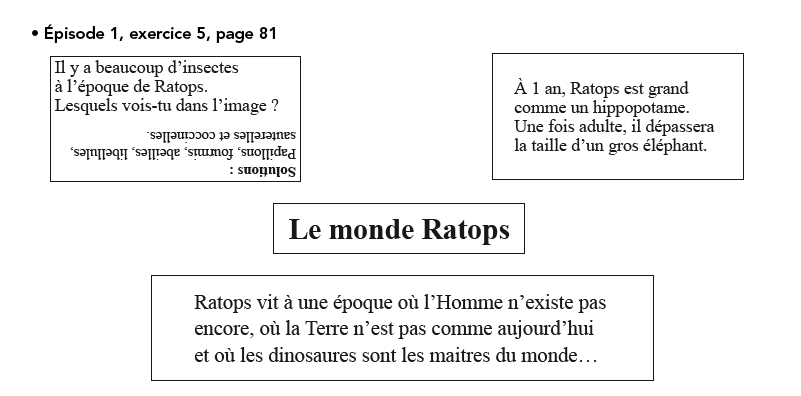 • Épisode 1, exercice 5, page 81
Il y a beaucoup d'insectes
à l'époque de Ratops.
Lesquels vois-tu dans l'image ?
Solutions :
Papillons, fourmis, abeilles, libellules,
sauterelles et coccinelles.
À 1 an, Ratops est grand
comme un hippopotame.
Une fois adulte, il dépassera
la taille d'un gros éléphant.
Le monde Ratops
Ratops vit à une époque où l'Homme n'existe pas
encore, où la Terre n'est pas comme aujourd'hui
et où les dinosaures sont les maitres du monde…